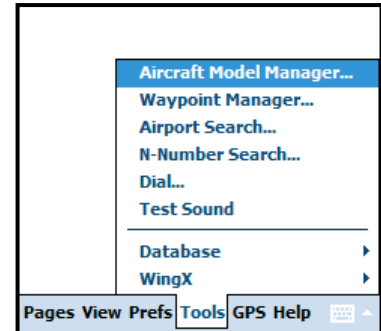 Aircraft Model Manager...
Waypoint Manager...
Airport Search...
N-Number Search...
Dial...
Test Sound
Database
WingX
Pages View Prefs Tools GPS Help